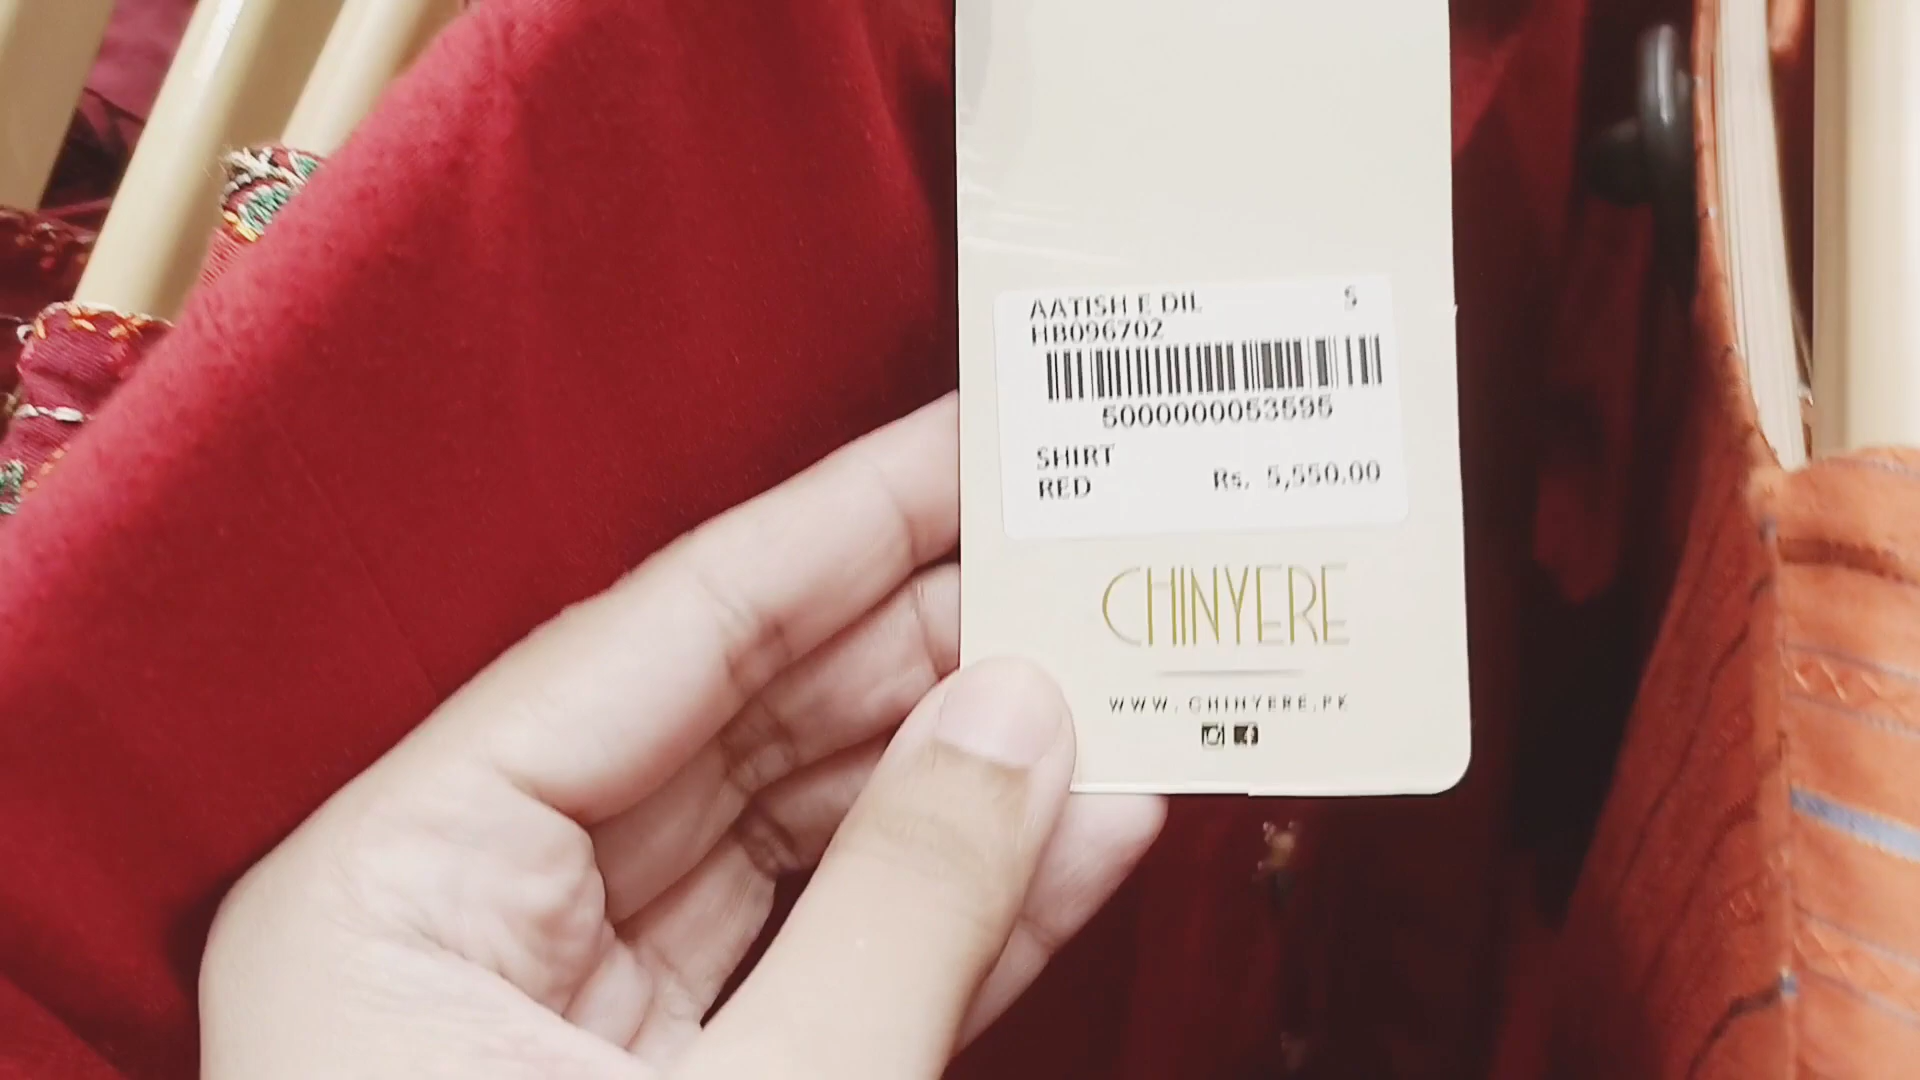 AATISH E DIL S
HB096702
5000000053595
SHIRT
RED Rs. 5,550.00
CHINYERE
WWW.CHINYERE.PK